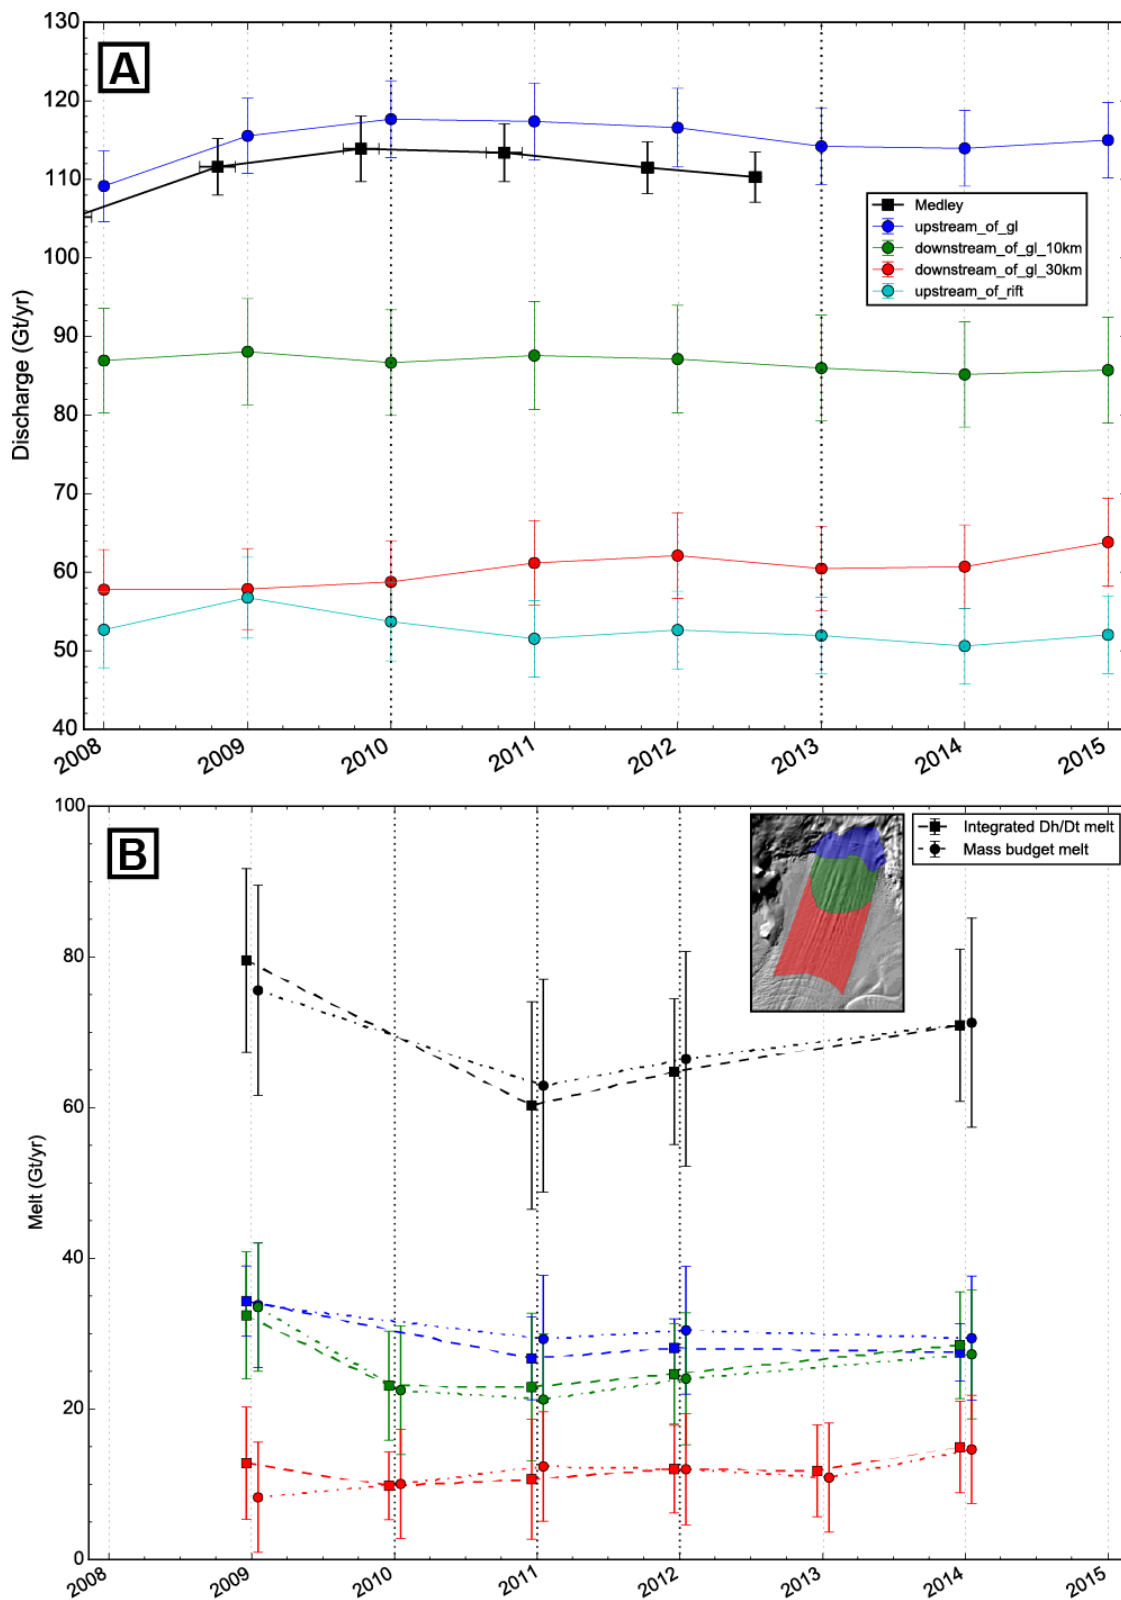 A
130
120
110
100
90
80
70
60
50
40
Discharge (Gt/yr)
Medley
upstream_of_gl
downstream_of_gl_10km
downstream_of_gl_30km
upstream_of_rift
2008
2009
2010
2011
2012
2013
2014
2015
B
100
80
60
40
20
0
Melt (Gt/yr)
Integrated Dh/Dt melt
Mass budget melt
2008
2009
2010
2011
2012
2013
2014
2015